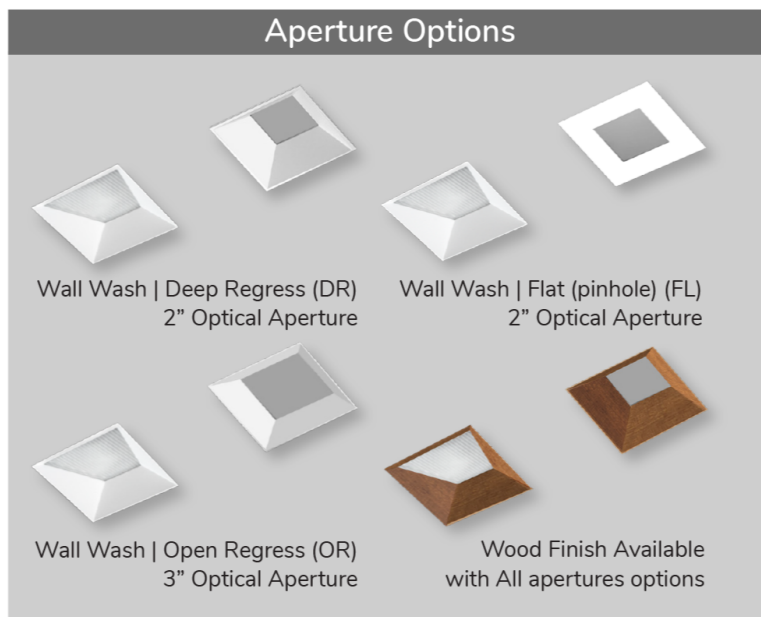 Aperture Options
Wall Wash | Deep Regress (DR)
2” Optical Aperture
Wall Wash | Flat (pinhole) (FL)
2” Optical Aperture
Wall Wash | Open Regress (OR)
3” Optical Aperture
Wood Finish Available
with All apertures options